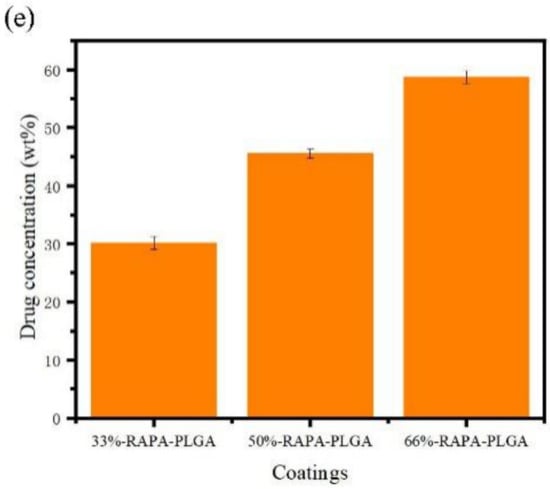 (e)
Drug concentration (wt%)
60
50
40
30
20
10
0
33%-RAPA-PLGA
50%-RAPA-PLGA
66%-RAPA-PLGA
Coatings